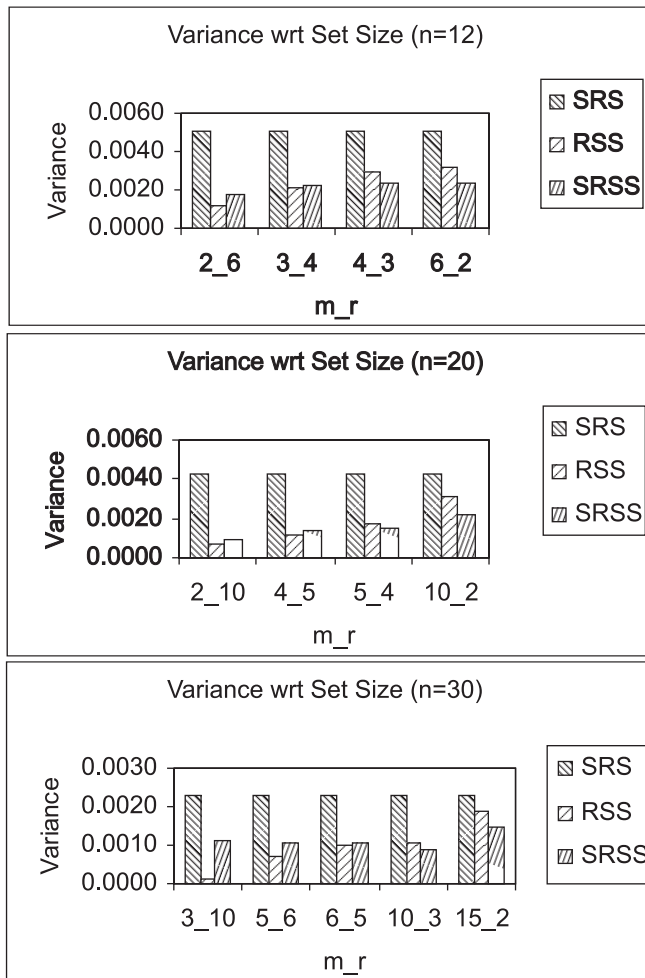 Variance wrt Set Size (n=12)
Variance
0.0060
0.0040
0.0020
0.0000
2_6 3_4 4_3 6_2
m_r
SRS
RSS
SRSS
Variance wrt Set Size (n=20)
Variance
0.0060
0.0040
0.0020
0.0000
2_10 4_5 5_4 10_2
m_r
SRS
RSS
SRSS
Variance wrt Set Size (n=30)
Variance
0.0030
0.0020
0.0010
0.0000
3_10 5_6 6_5 10_3 15_2
m_r
SRS
RSS
SRSS